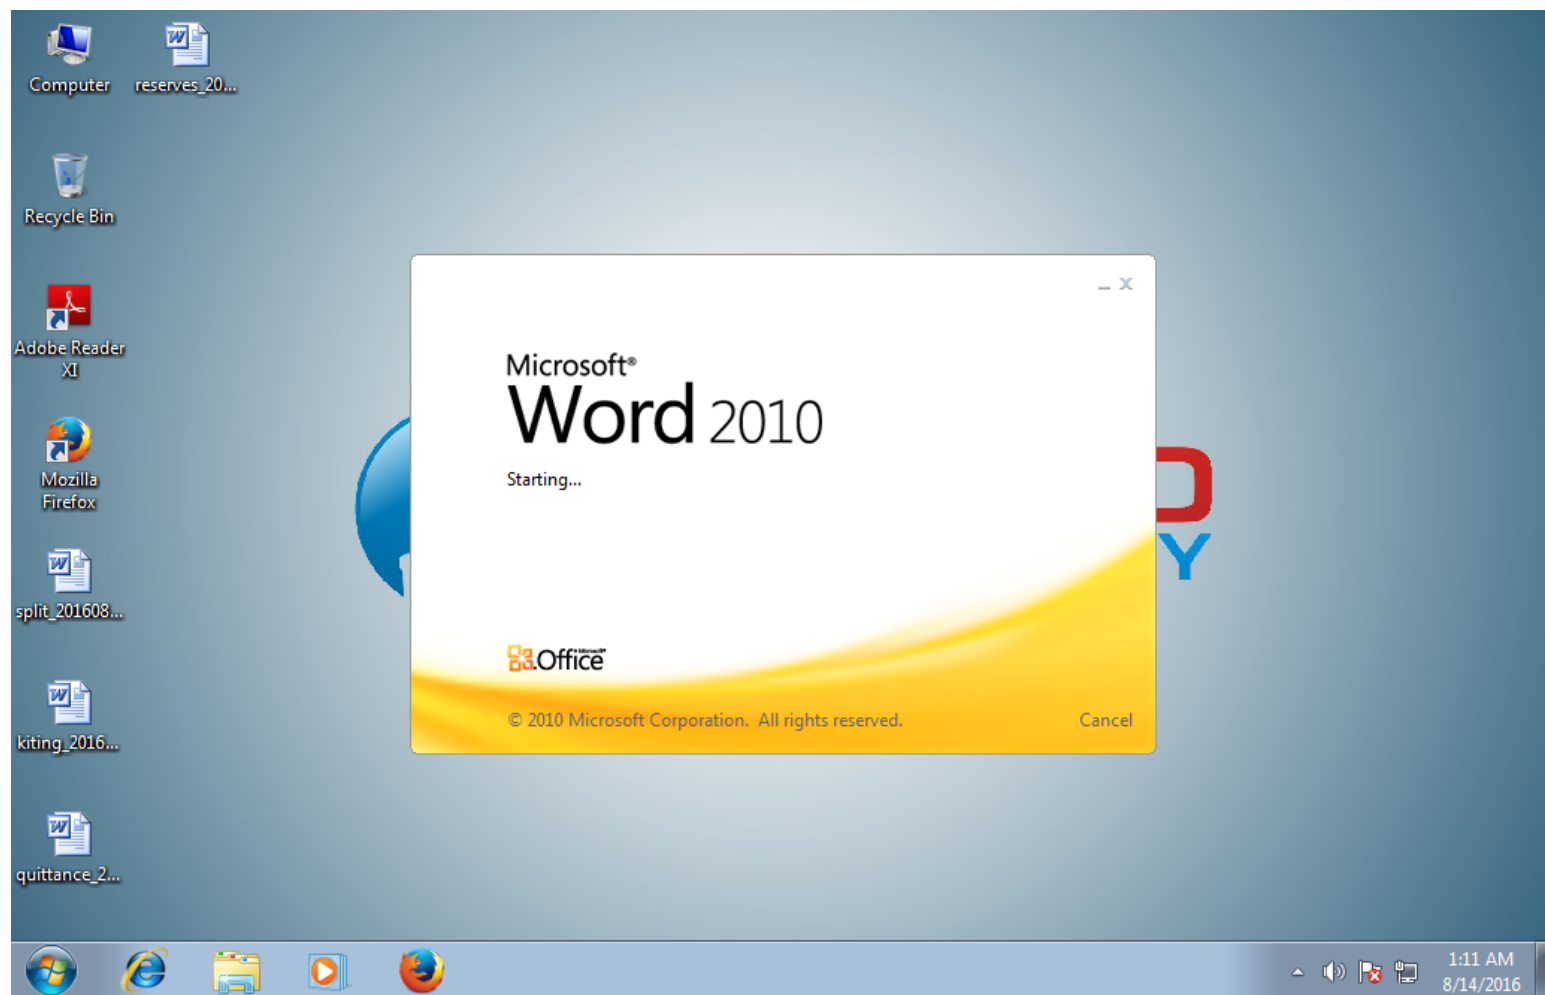 Computer
reserves_20...
Recycle Bin
Adobe Reader
XI
Mozilla
Firefox
split_201608...
kiting_2016...
quittance_2...
Microsoft®
Word 2010
Starting...
Microsoft®
Office
© 2010 Microsoft Corporation. All rights reserved.
Cancel
D
Y
1:11 AM
8/14/2016